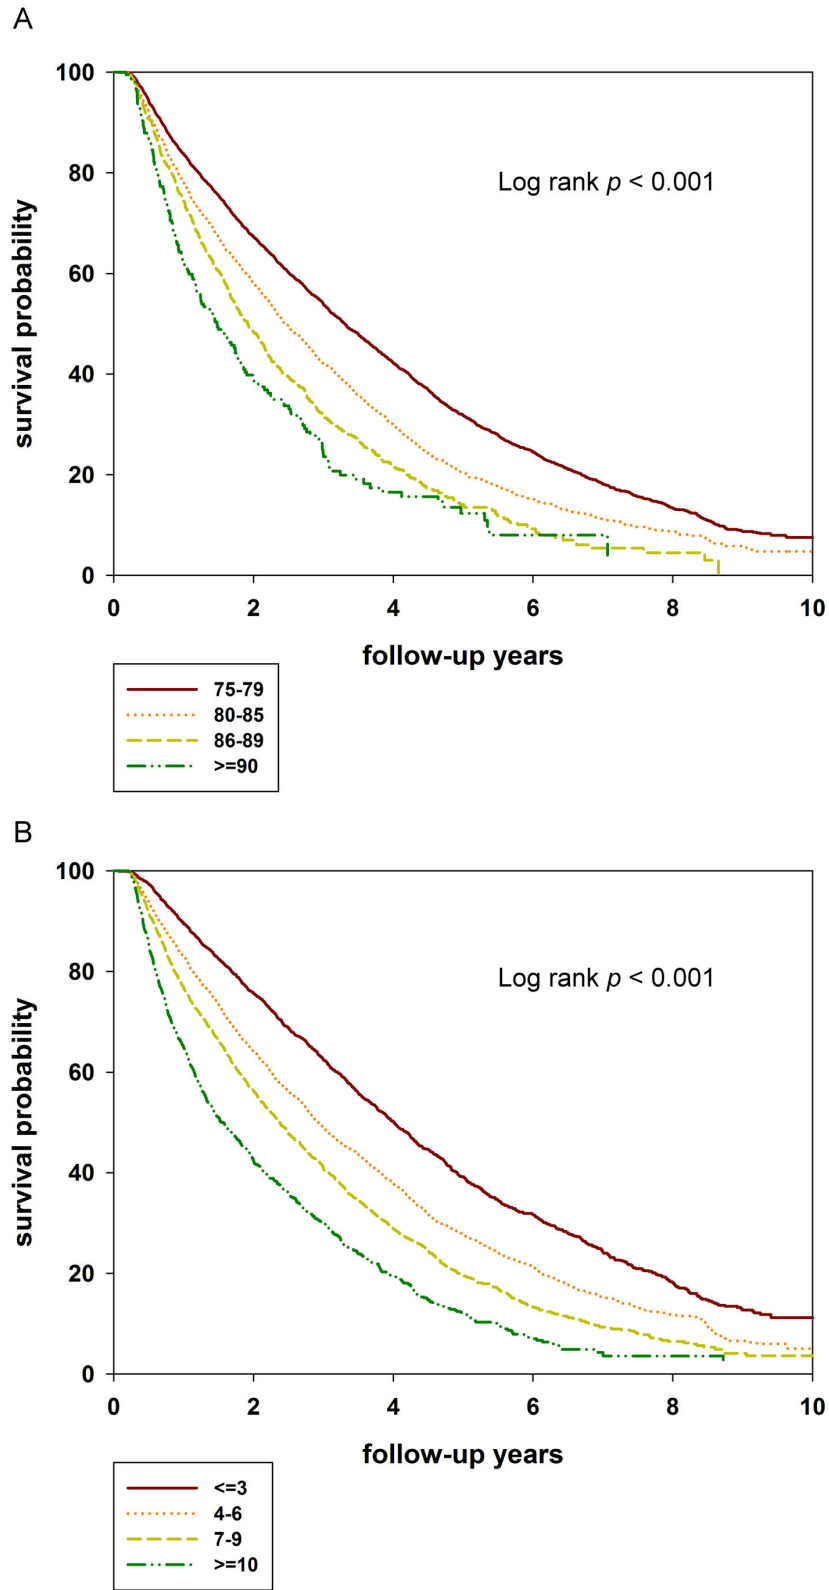 A
100
80
60
40
20
0
survival probability
Log rank p < 0.001
0 2 4 6 8 10
follow-up years
75-79
80-85
86-89
>=90
B
100
80
60
40
20
0
survival probability
Log rank p < 0.001
0 2 4 6 8 10
follow-up years
<=3
4-6
7-9
>=10